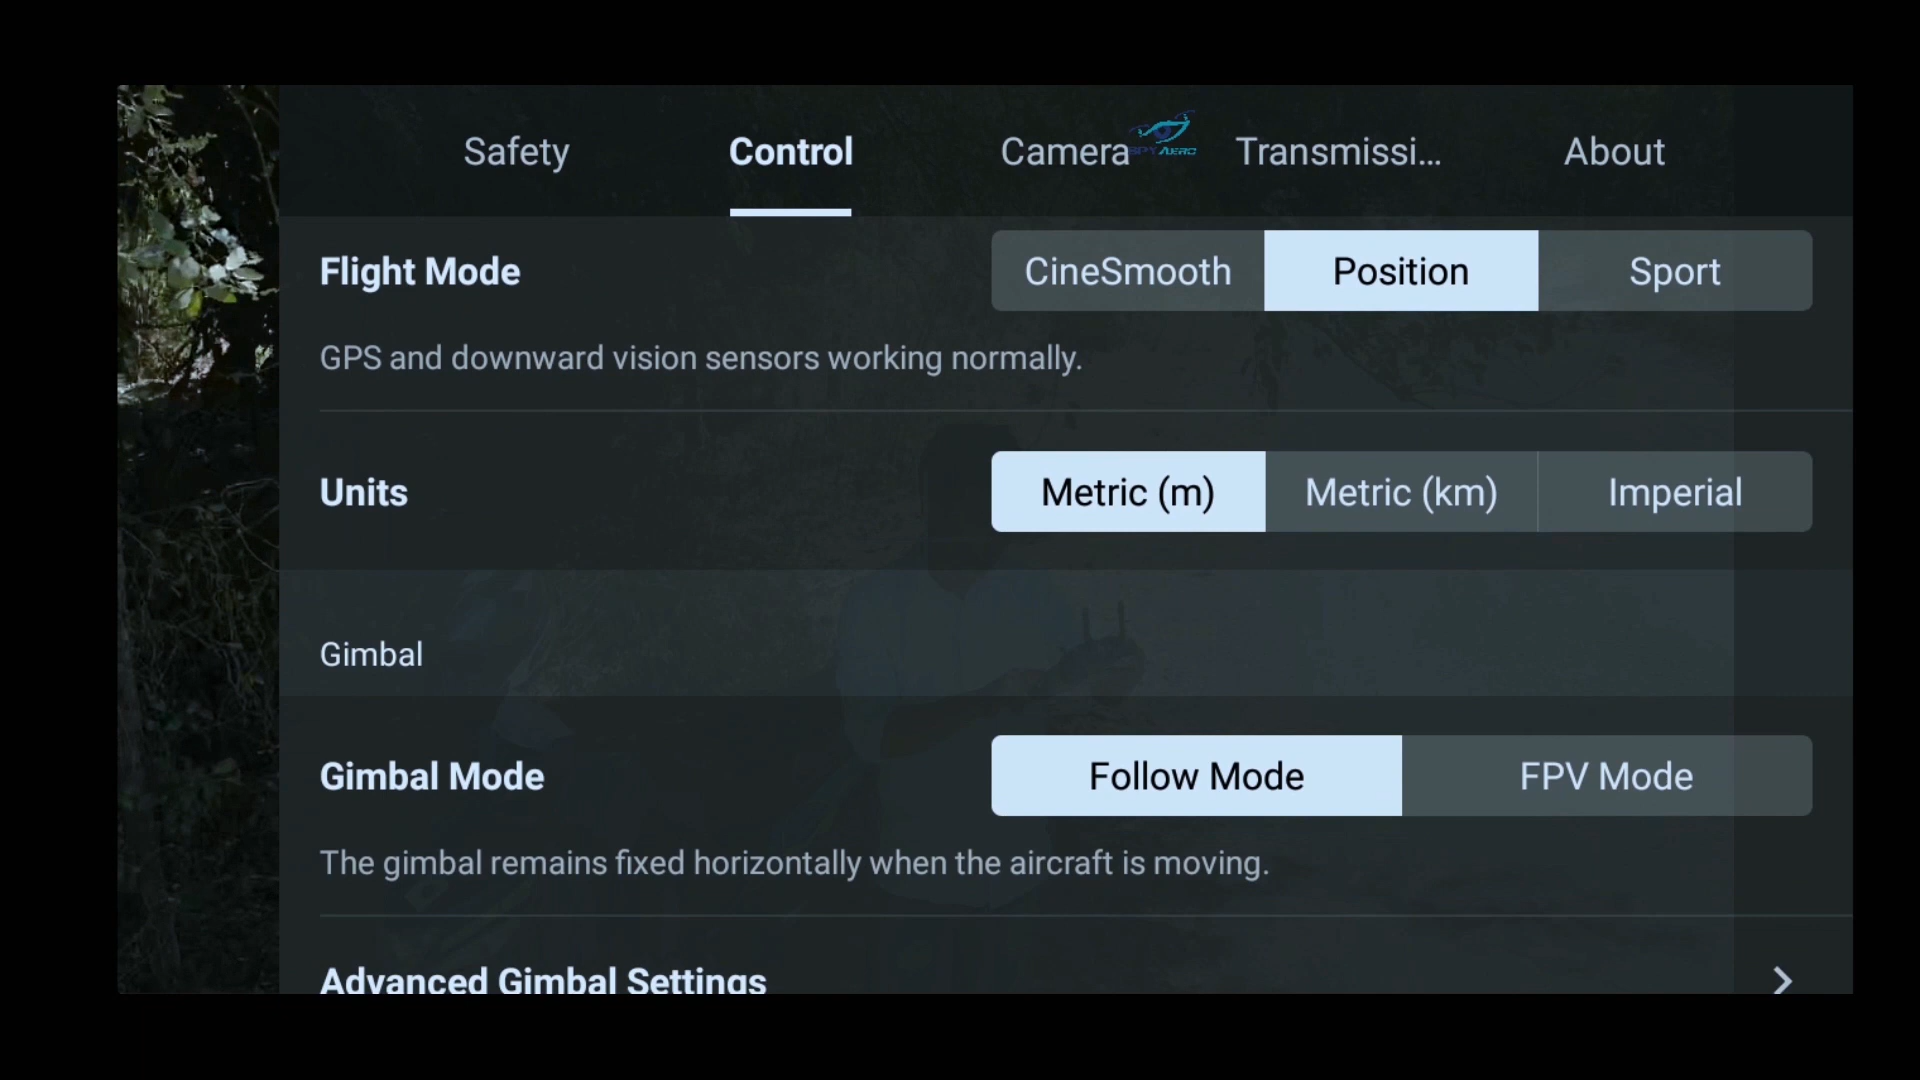 Safety Control Camera Transmissi... About
SPY AERO
Flight Mode CineSmooth Position Sport
GPS and downward vision sensors working normally.
Units Metric (m) Metric (km) Imperial
Gimbal
Gimbal Mode Follow Mode FPV Mode
The gimbal remains fixed horizontally when the aircraft is moving.
Advanced Gimbal Settings